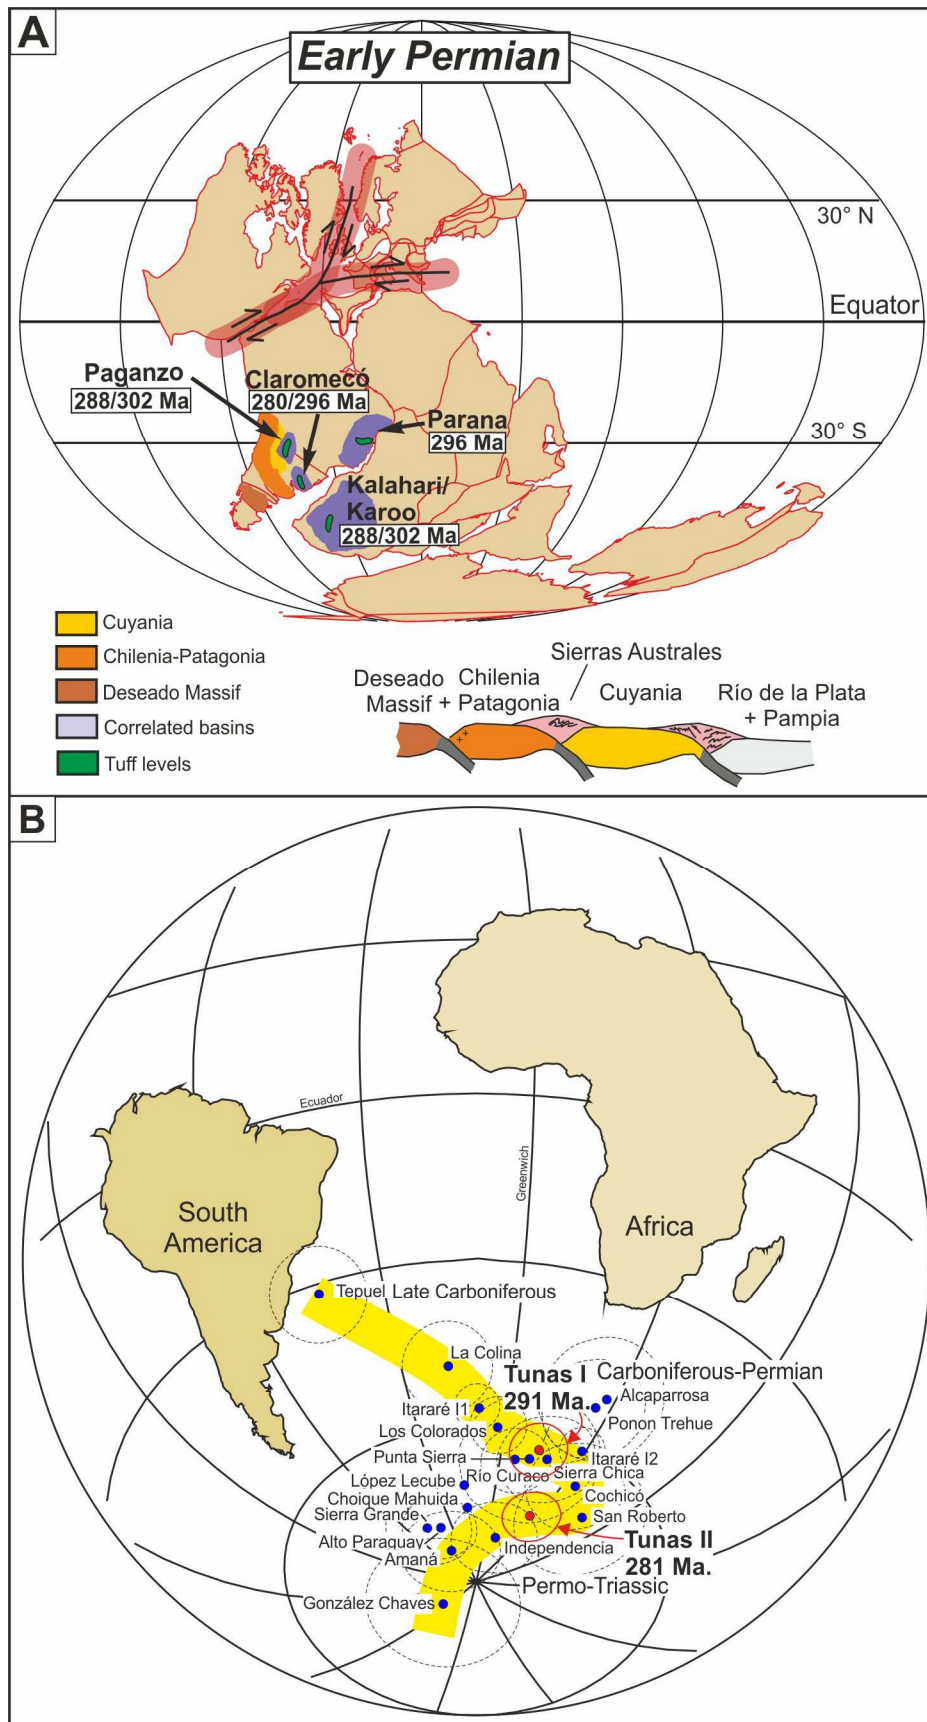 A
Early Permian
30° N
Equator
Paganzo
288/302 Ma
Claromecó
280/296 Ma
Parana
296 Ma
30° S
Kalahari/
Karoo
288/302 Ma
Cuyania
Chilenia-Patagonia
Deseado Massif
Correlated basins
Tuff levels
Sierras Australes
Deseado
Massif
Chilenia
+ Patagonia
Cuyania
Río de la Plata
+ Pampia
B
Ecuador
Greenwich
South
America
Africa
Tepuel Late Carboniferous
La Colina
Tunas I
291 Ma.
Carboniferous-Permian
Alcaparrosa
Itararé I1
Ponon Trehue
Los Colorados
Punta Sierra
Itararé I2
López Lecube
Río Curaco
Sierra Chica
Choique Mahuida
Cochicó
Sierra Grande
San Roberto
Alto Paraguay
Independencia
Tunas II
281 Ma.
Amaná
Permo-Triassic
González Chaves